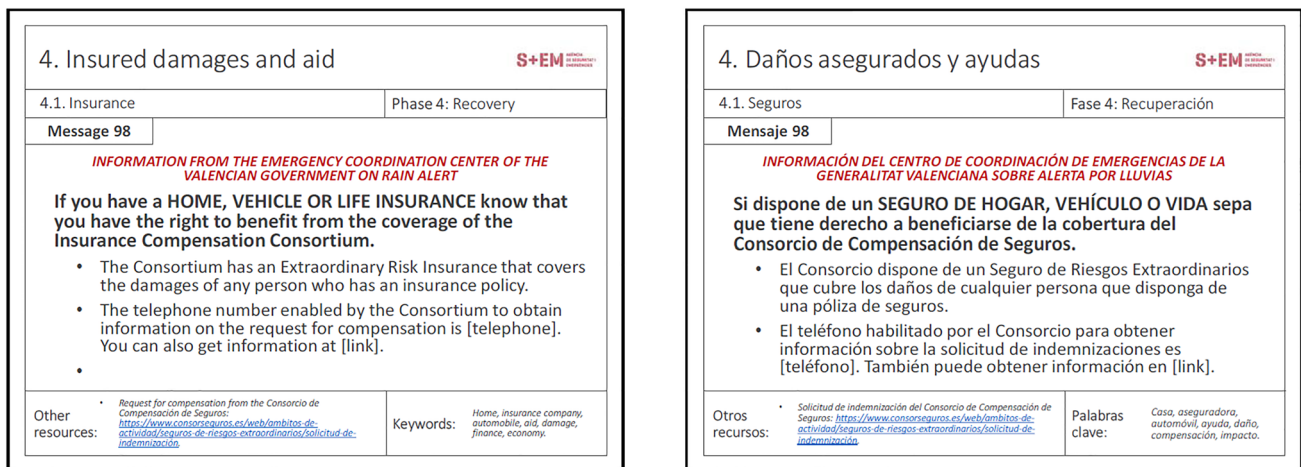 4. Insured damages and aid
S+EM AGÈNCIA
DE SEGURETAT I
EMERGÈNCIES
4.1. Insurance
Phase 4: Recovery
Message 98
INFORMATION FROM THE EMERGENCY COORDINATION CENTER OF THE
VALENCIAN GOVERNMENT ON RAIN ALERT
If you have a HOME, VEHICLE OR LIFE INSURANCE know that
you have the right to benefit from the coverage of the
Insurance Compensation Consortium.
• The Consortium has an Extraordinary Risk Insurance that covers
the damages of any person who has an insurance policy.
• The telephone number enabled by the Consortium to obtain
information on the request for compensation is [telephone].
You can also get information at [link].
•
Other
resources:
• Request for compensation from the Consorcio de
Compensación de Seguros:
https://www.consorseguros.es/web/ambitos-de-
actividad/seguros-de-riesgos-extraordinarios/solicitud-de-
indemnización.
Keywords:
Home, insurance company,
automobile, aid, damage,
finance, economy.
4. Daños asegurados y ayudas
S+EM AGÈNCIA
DE SEGURETAT I
EMERGÈNCIES
4.1. Seguros
Fase 4: Recuperación
Mensaje 98
INFORMACIÓN DEL CENTRO DE COORDINACIÓN DE EMERGENCIAS DE LA
GENERALITAT VALENCIANA SOBRE ALERTA POR LLUVIAS
Si dispone de un SEGURO DE HOGAR, VEHÍCULO O VIDA sepa
que tiene derecho a beneficiarse de la cobertura del
Consorcio de Compensación de Seguros.
• El Consorcio dispone de un Seguro de Riesgos Extraordinarios
que cubre los daños de cualquier persona que disponga de
una póliza de seguros.
• El teléfono habilitado por el Consorcio para obtener
información sobre la solicitud de indemnizaciones es
[teléfono]. También puede obtener información en [link].
Otros
recursos:
• Solicitud de indemnización del Consorcio de Compensación de
Seguros: https://www.consorseguros.es/web/ambitos-de-
actividad/seguros-de-riesgos-extraordinarios/solicitud-de-
indemnización.
Palabras
clave:
Casa, aseguradora,
automóvil, ayuda, daño,
compensación, impacto.